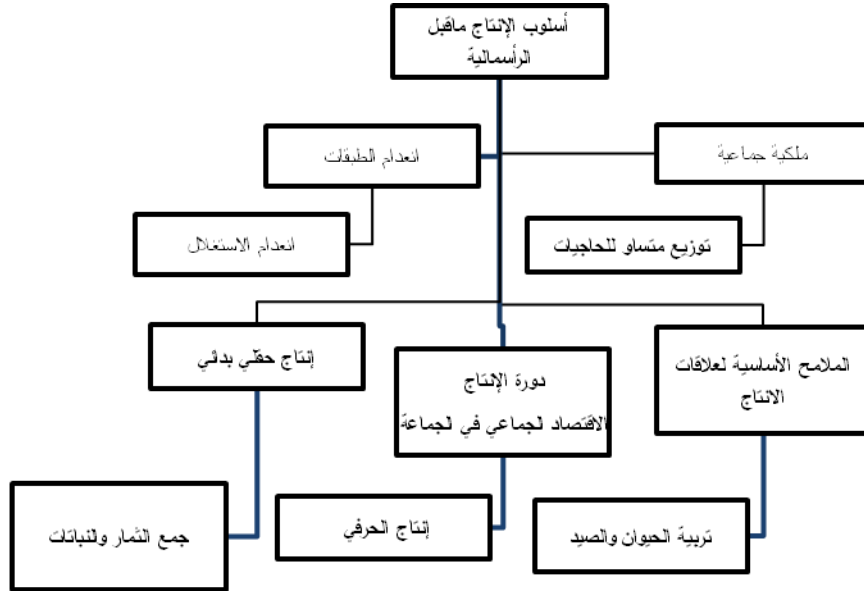 أسلوب الإنتاج ماقبل
الرأسمالية
ملكية جماعية
انعدام الطبقات
توزيع متساو للحاجيات
انعدام الاستغلال
الملامح الأساسية لعلاقات
الانتاج
دورة الإنتاج
الاقتصاد الجماعي في الجماعة
إنتاج حقلي بدائي
تربية الحيوان والصيد
إنتاج الحرفي
جمع الثمار والنباتات